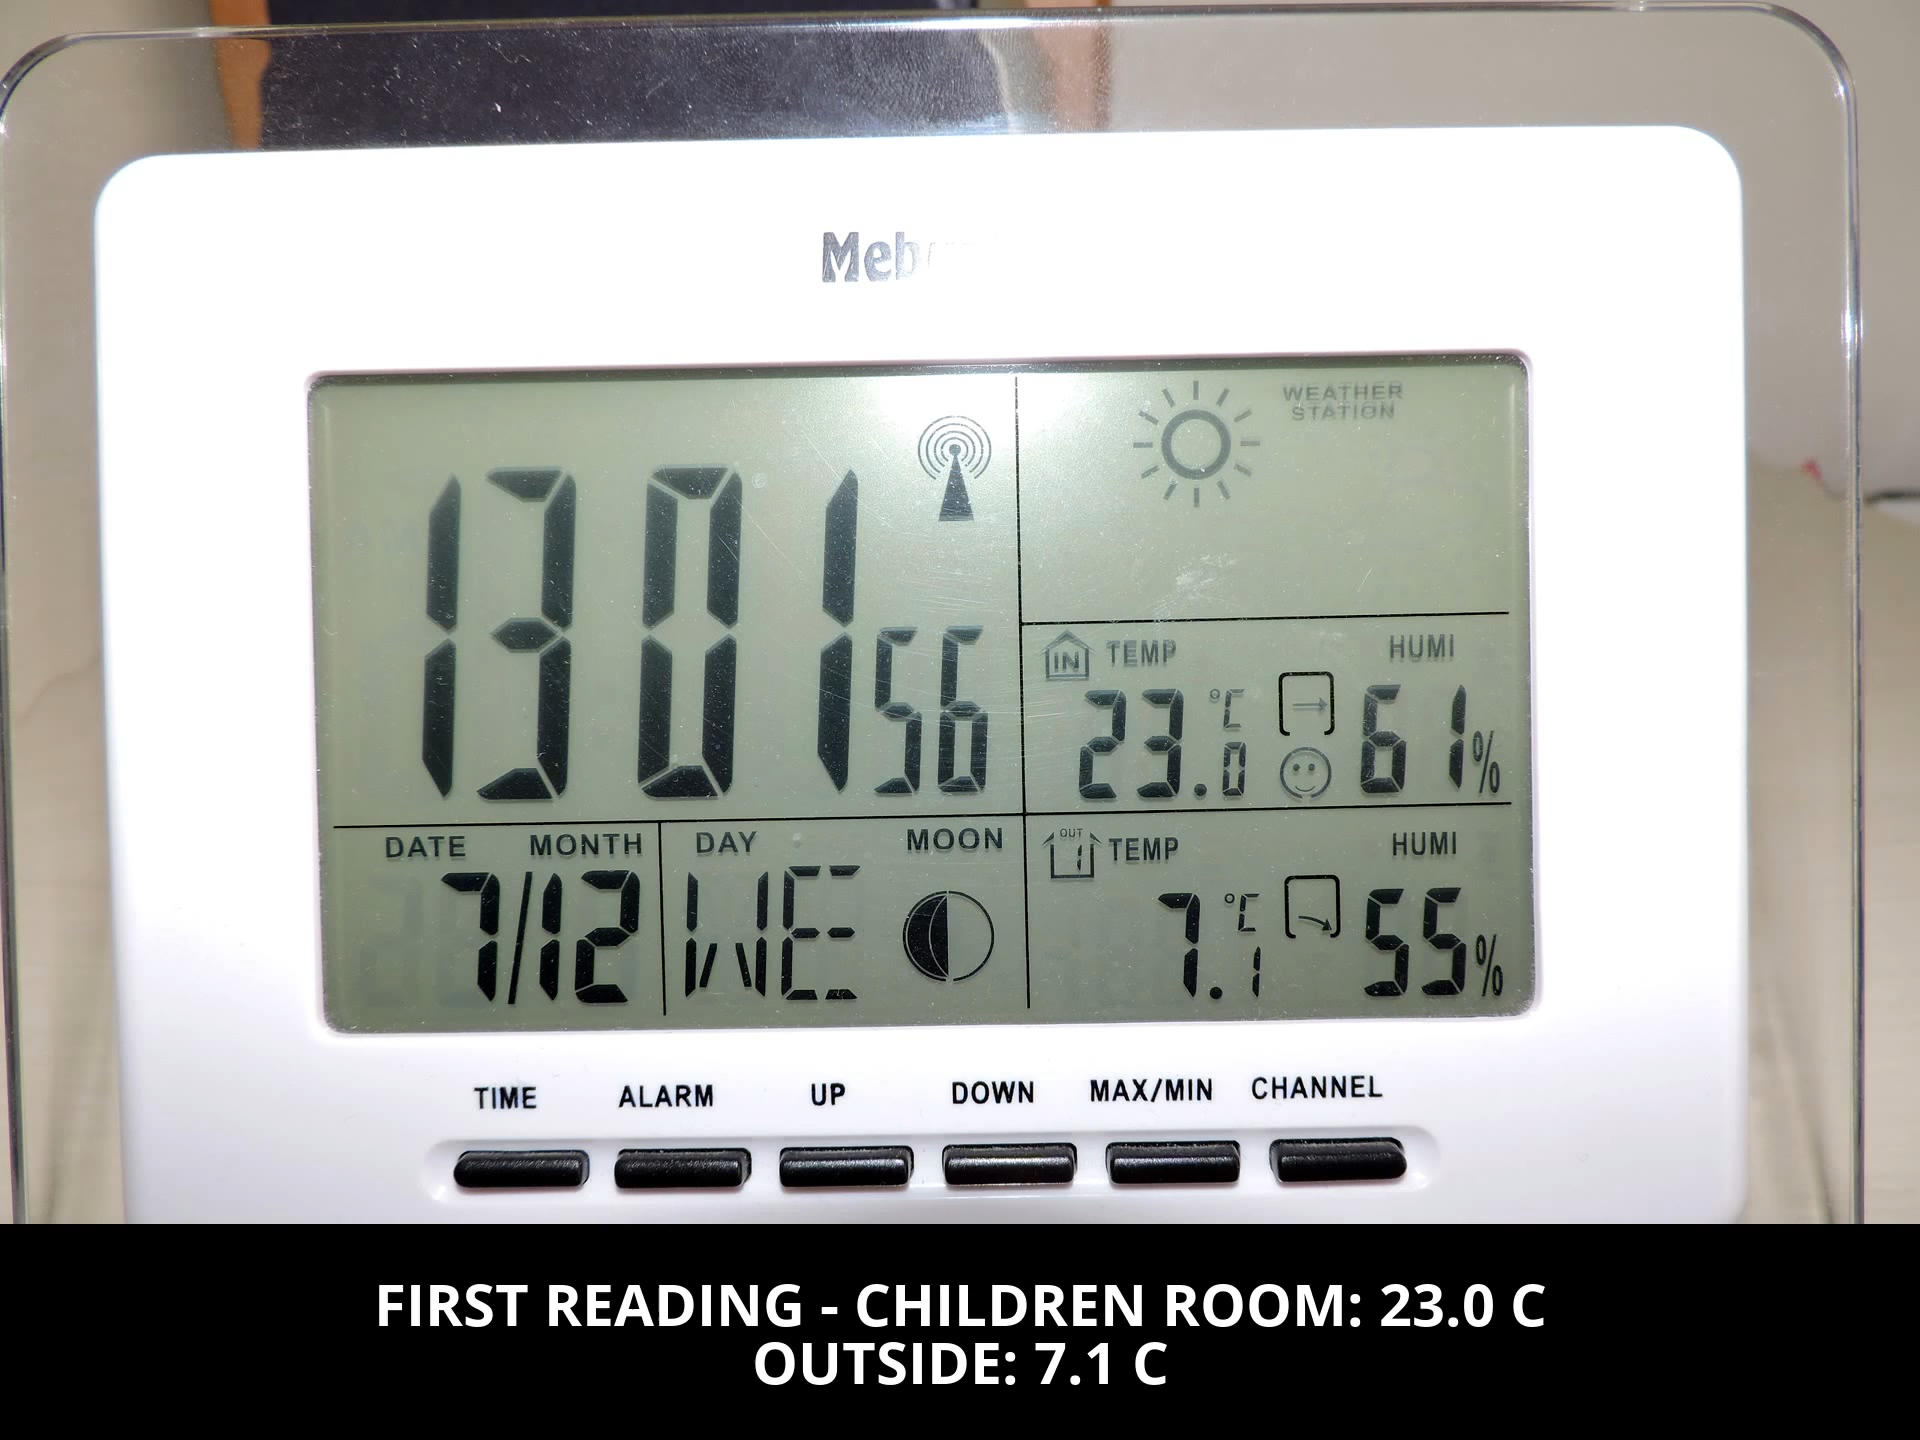 Meb
WEATHER
STATION
13 01 56
IN TEMP HUMI
23.0 °C 61%
DATE MONTH DAY MOON
7/12 WE
OUT 1 TEMP HUMI
7.1 °C 55%
TIME ALARM UP DOWN MAX/MIN CHANNEL
FIRST READING - CHILDREN ROOM: 23.0 C
OUTSIDE: 7.1 C